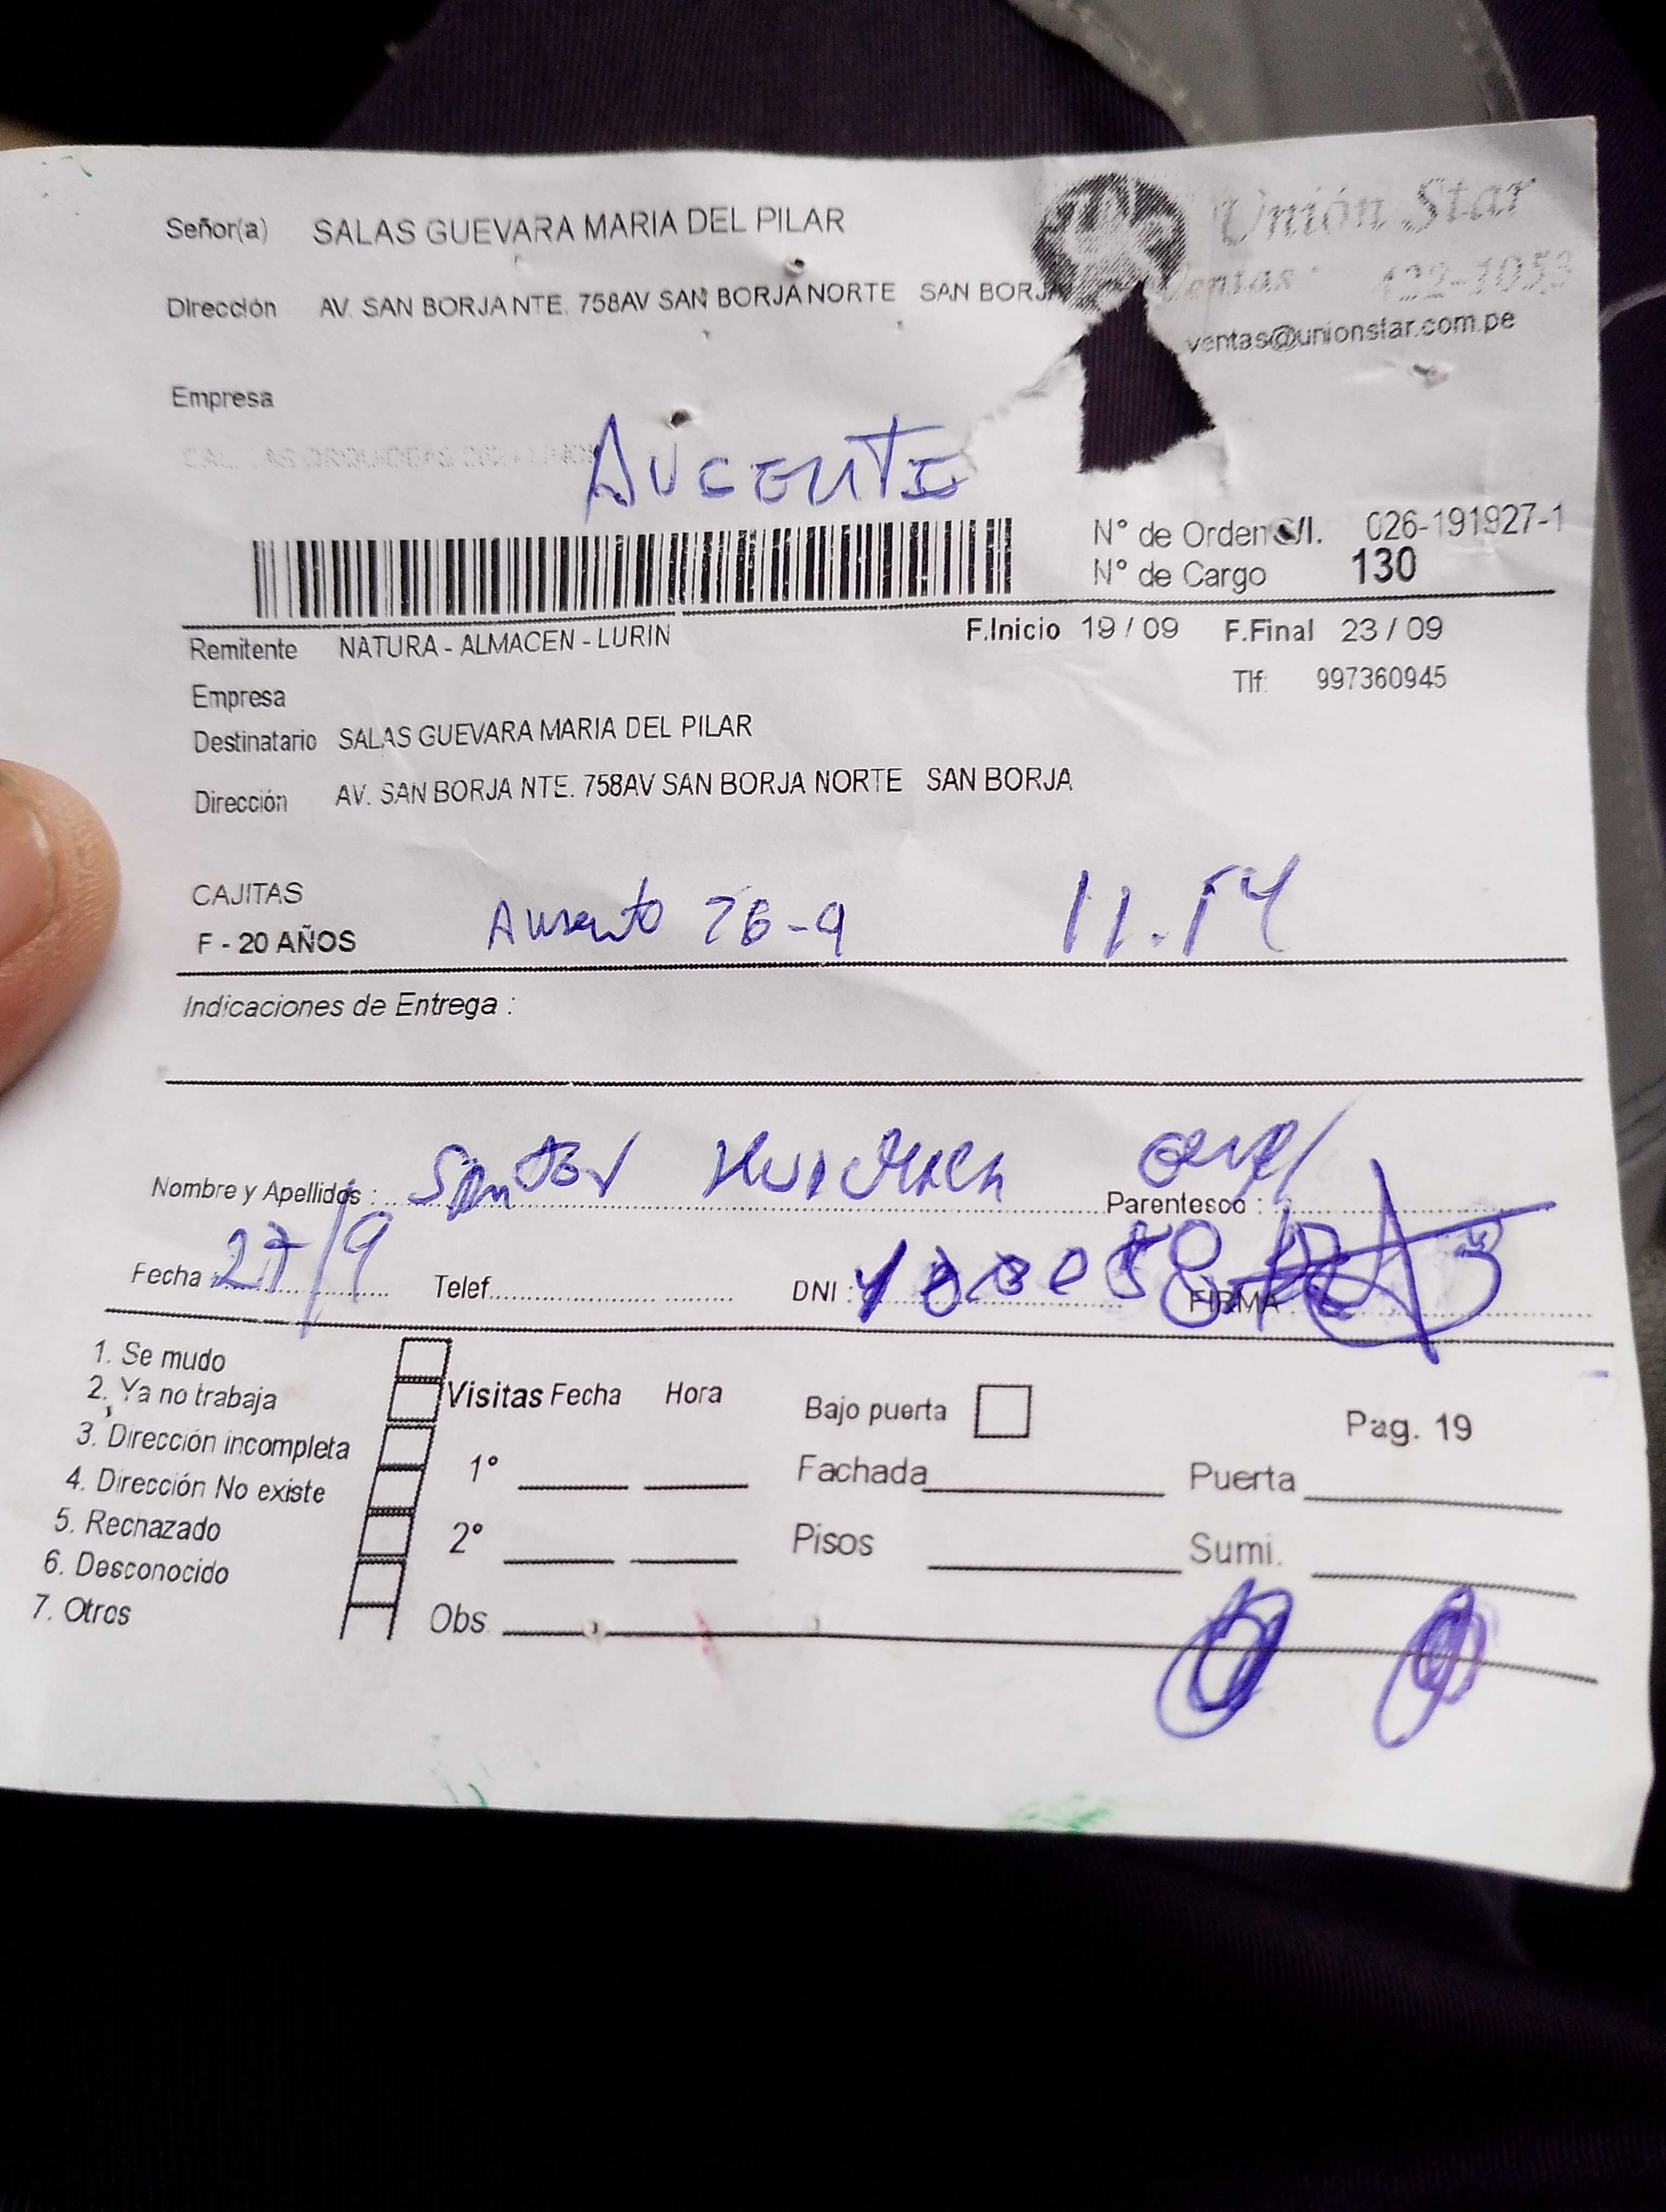 Señor(a) SALAS GUEVARA MARIA DEL PILAR
Unión Star
Dirección AV. SAN BORJA NTE. 758AV SAN BORJA NORTE SAN BORJA
Ventas: 422-1053
ventas@unionstar.com.pe
Empresa
AUCENTE
N° de Orden S/I. 026-191927-1
N° de Cargo 130
Remitente NATURA - ALMACEN - LURIN F.Inicio 19 / 09 F.Final 23 / 09
Empresa Tlf: 997360945
Destinatario SALAS GUEVARA MARIA DEL PILAR
Dirección AV. SAN BORJA NTE. 758AV SAN BORJA NORTE SAN BORJA
CAJITAS
F - 20 AÑOS Ausente 26-9 11.54
Indicaciones de Entrega :
Nombre y Apellidos : Santos Parentesco :
Fecha : 27/9 Telef. DNI : FIRMA
1. Se mudo
2. Ya no trabaja Visitas Fecha Hora Bajo puerta Pag. 19
3. Dirección incompleta
4. Dirección No existe 1° Fachada Puerta
5. Rechazado
6. Desconocido 2° Pisos Sumi.
7. Otros Obs